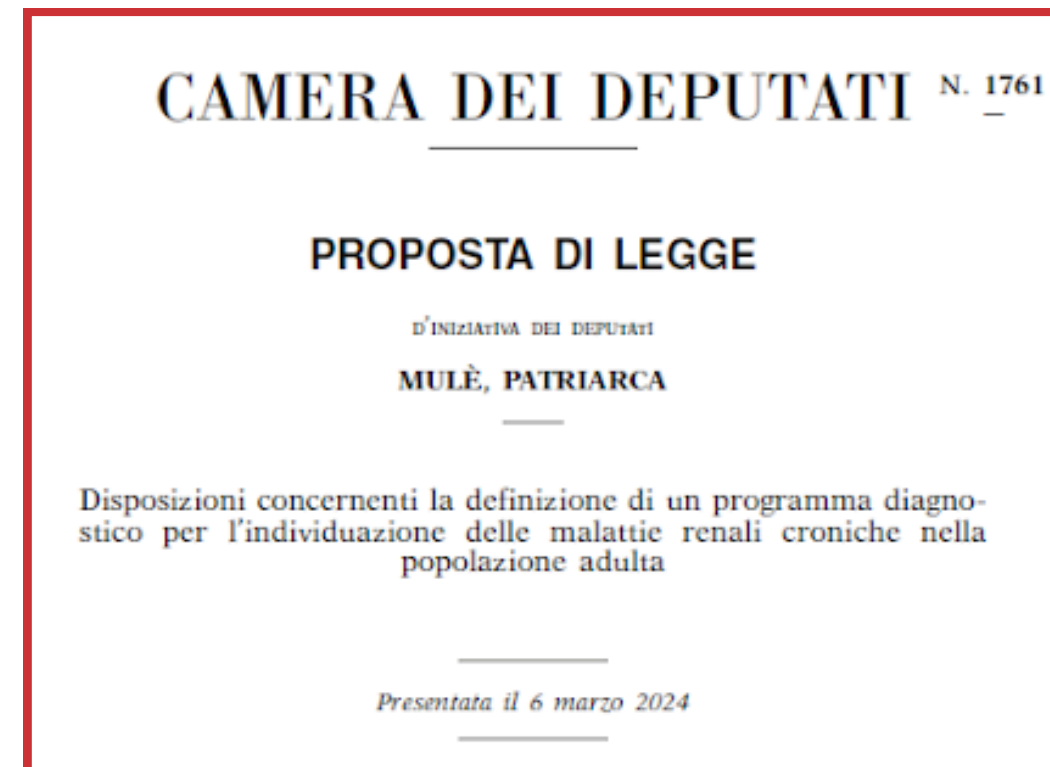 CAMERA DEI DEPUTATI N. 1761
PROPOSTA DI LEGGE
D'INIZIATIVA DEI DEPUTATI
MULÈ, PATRIARCA
Disposizioni concernenti la definizione di un programma diagno-
stico per l'individuazione delle malattie renali croniche nella
popolazione adulta
Presentata il 6 marzo 2024